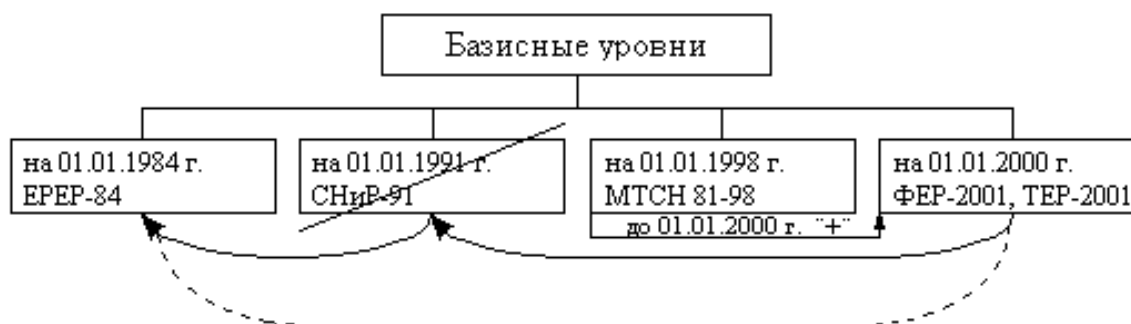 Базисные уровни
на 01.01.1984 г.
ЕРЕР-84
на 01.01.1991 г.
СНиР-91
на 01.01.1998 г.
МТСН 81-98
до 01.01.2000 г. "+"
на 01.01.2000 г.
ФЕР-2001, ТЕР-2001